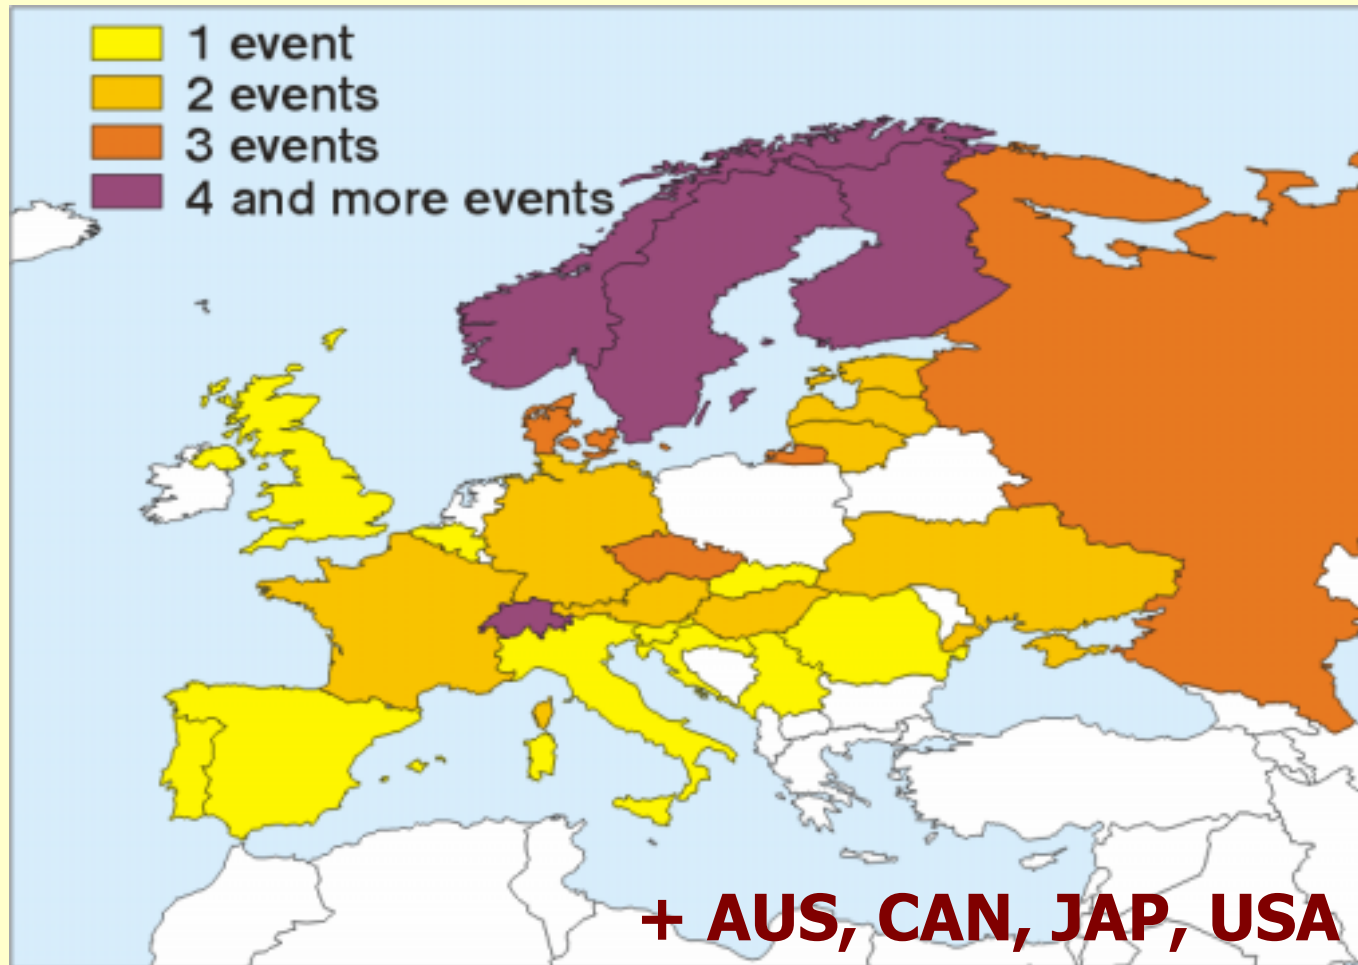 1 event
2 events
3 events
4 and more events
+ AUS, CAN, JAP, USA